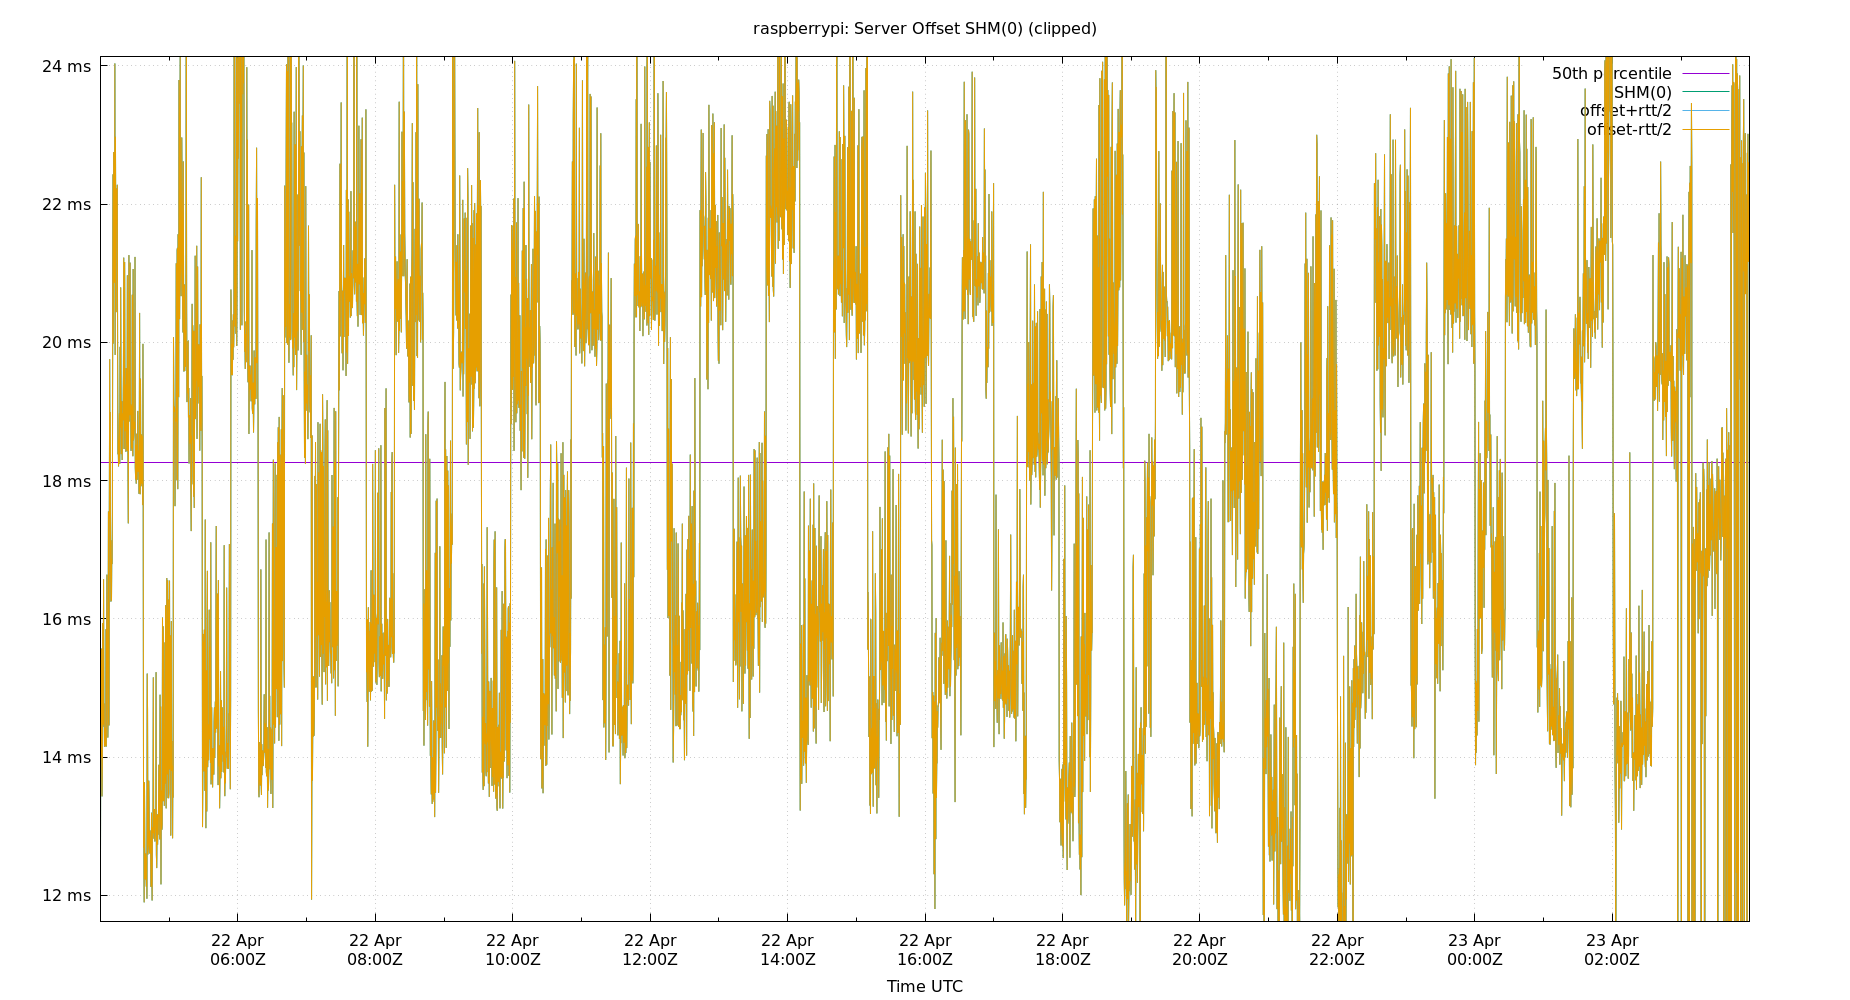 raspberrypi: Server Offset SHM(0) (clipped)
24 ms
22 ms
20 ms
18 ms
16 ms
14 ms
12 ms
50th percentile
SHM(0)
offset+rtt/2
offset-rtt/2
22 Apr
06:00Z
22 Apr
08:00Z
22 Apr
10:00Z
22 Apr
12:00Z
22 Apr
14:00Z
22 Apr
16:00Z
22 Apr
18:00Z
22 Apr
20:00Z
22 Apr
22:00Z
23 Apr
00:00Z
23 Apr
02:00Z
Time UTC